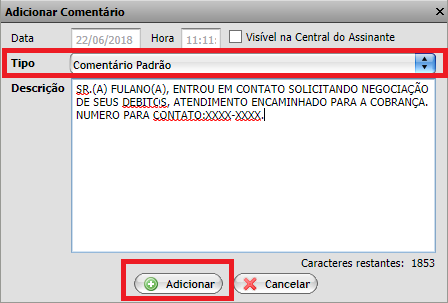 Adicionar Comentário
Data 22/06/2018 Hora 11:11: Visível na Central do Assinante
Tipo Comentário Padrão
Descrição SR.(A) FULANO(A), ENTROU EM CONTATO SOLICITANDO NEGOCIAÇÃO
DE SEUS DEBITOS, ATENDIMENTO ENCAMINHADO PARA A COBRANÇA.
NUMERO PARA CONTATO:XXXX-XXXX.
Caracteres restantes: 1853
Adicionar Cancelar